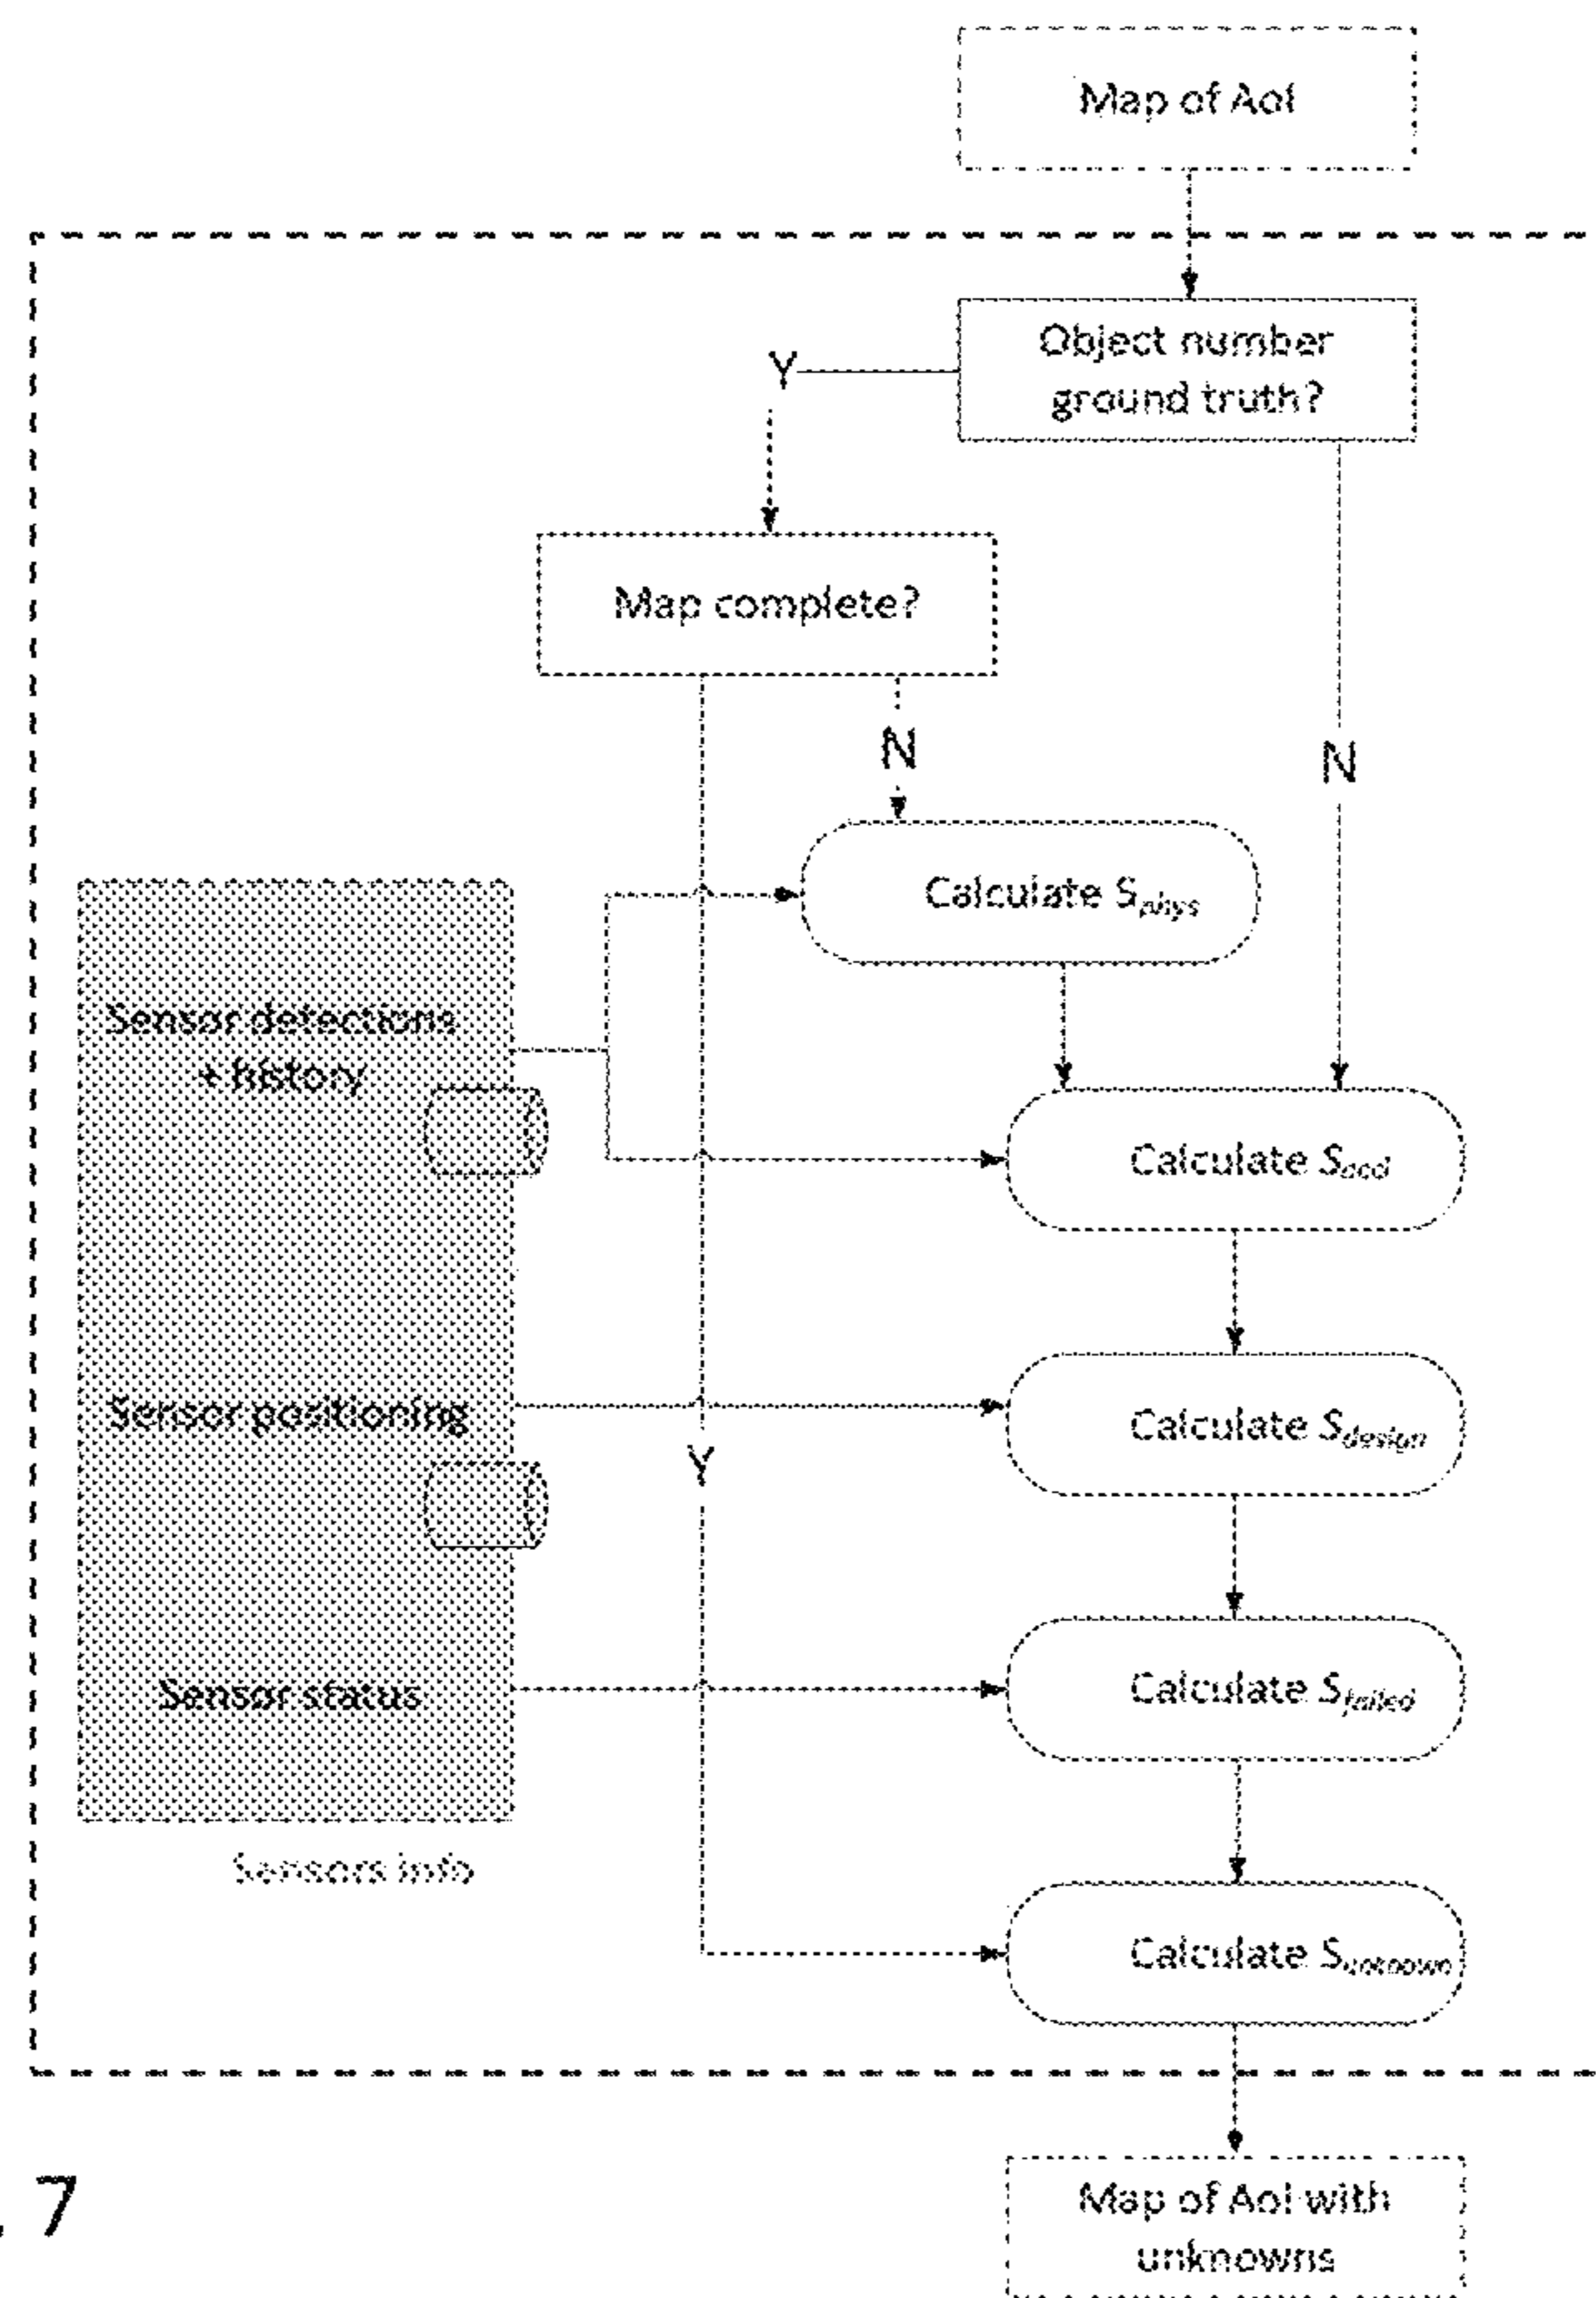 Map of AoI
Object number
ground truth?
Y
Map complete?
N
N
Calculate S_phys
Sensor detections
+ history
Calculate S_acd
Sensor positioning
Calculate S_design
Y
Sensor status
Calculate S_failed
Sensors info
Calculate S_unknown
7
Map of AoI with
unknowns